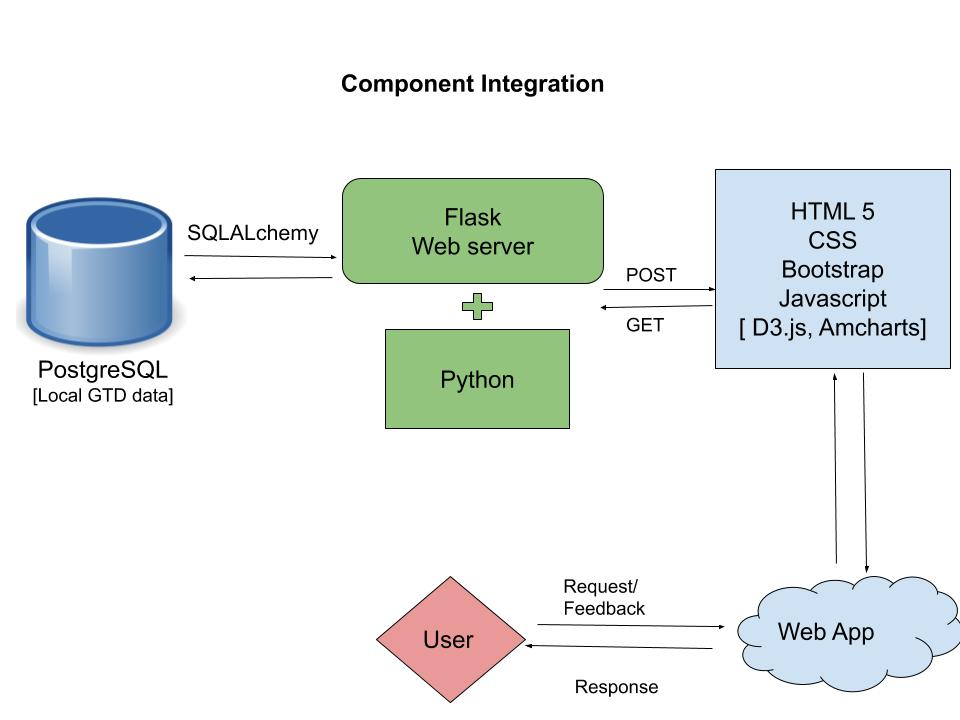 Component Integration
SQLALchemy
Flask
Web server
POST
GET
HTML 5
CSS
Bootstrap
Javascript
[ D3.js, Amcharts]
PostgreSQL
[Local GTD data]
Python
Request/
Feedback
User
Web App
Response